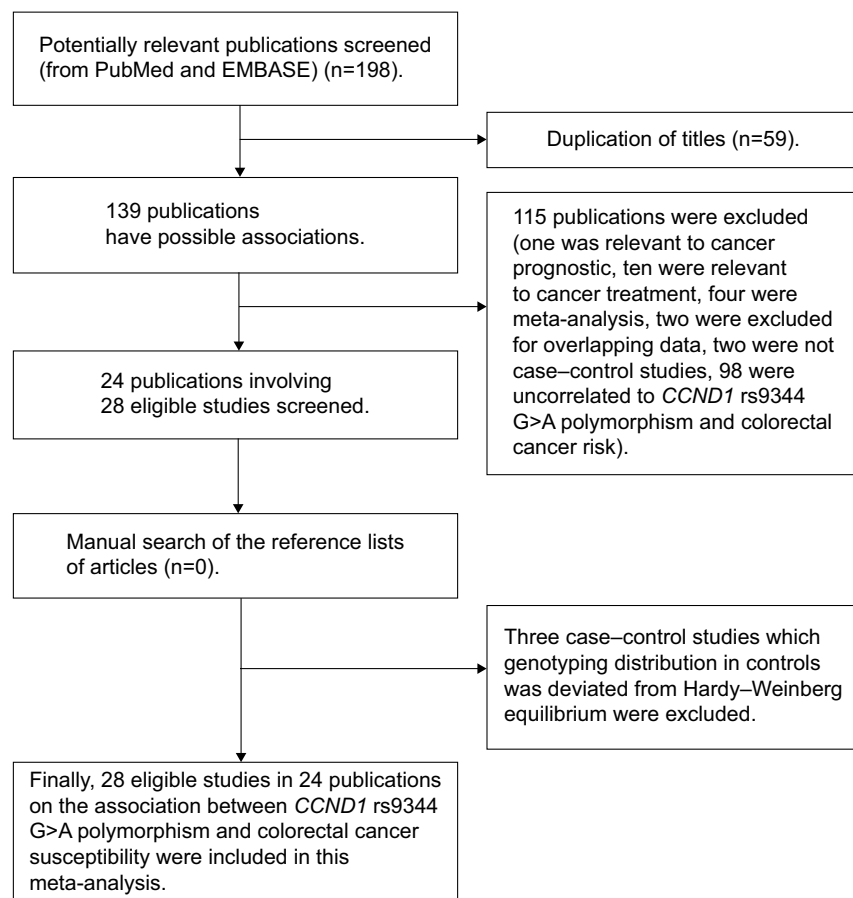 Potentially relevant publications screened
(from PubMed and EMBASE) (n=198).
Duplication of titles (n=59).
139 publications
have possible associations.
115 publications were excluded
(one was relevant to cancer
prognostic, ten were relevant
to cancer treatment, four were
meta-analysis, two were excluded
for overlapping data, two were not
case–control studies, 98 were
uncorrelated to CCND1 rs9344
G>A polymorphism and colorectal
cancer risk).
24 publications involving
28 eligible studies screened.
Manual search of the reference lists
of articles (n=0).
Three case–control studies which
genotyping distribution in controls
was deviated from Hardy–Weinberg
equilibrium were excluded.
Finally, 28 eligible studies in 24 publications
on the association between CCND1 rs9344
G>A polymorphism and colorectal cancer
susceptibility were included in this
meta-analysis.